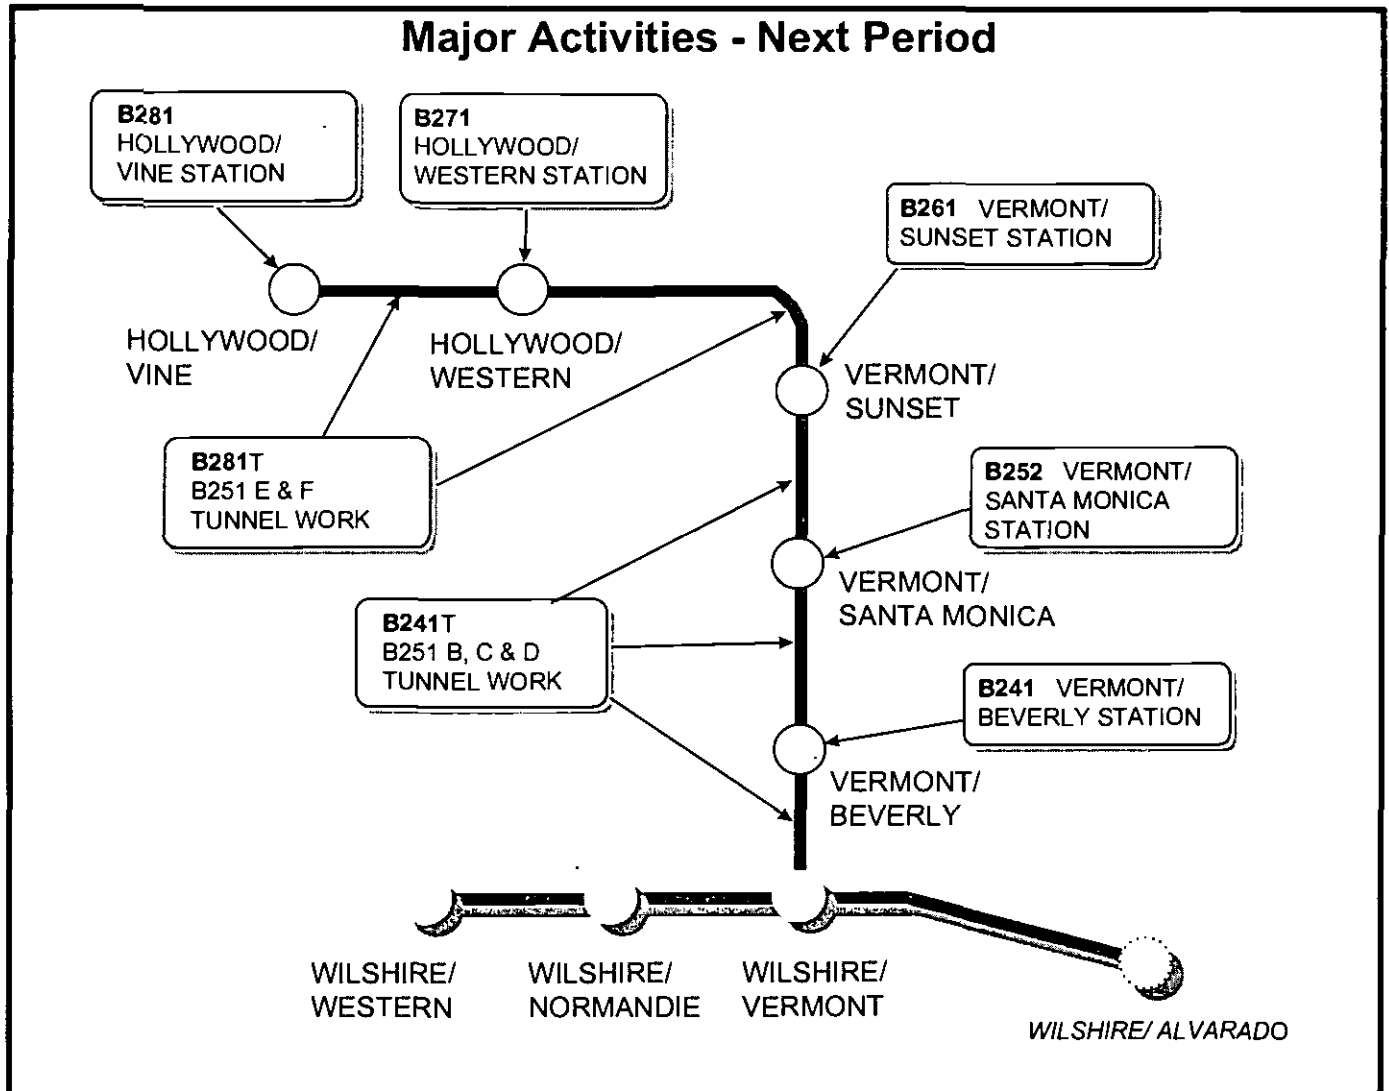 Major Activities - Next Period
B281
HOLLYWOOD/
VINE STATION
B271
HOLLYWOOD/
WESTERN STATION
B261 VERMONT/
SUNSET STATION
HOLLYWOOD/
VINE
HOLLYWOOD/
WESTERN
VERMONT/
SUNSET
B281T
B251 E & F
TUNNEL WORK
B252 VERMONT/
SANTA MONICA
STATION
VERMONT/
SANTA MONICA
B241T
B251 B, C & D
TUNNEL WORK
B241 VERMONT/
BEVERLY STATION
VERMONT/
BEVERLY
WILSHIRE/
WESTERN
WILSHIRE/
NORMANDIE
WILSHIRE/
VERMONT
WILSHIRE/ ALVARADO